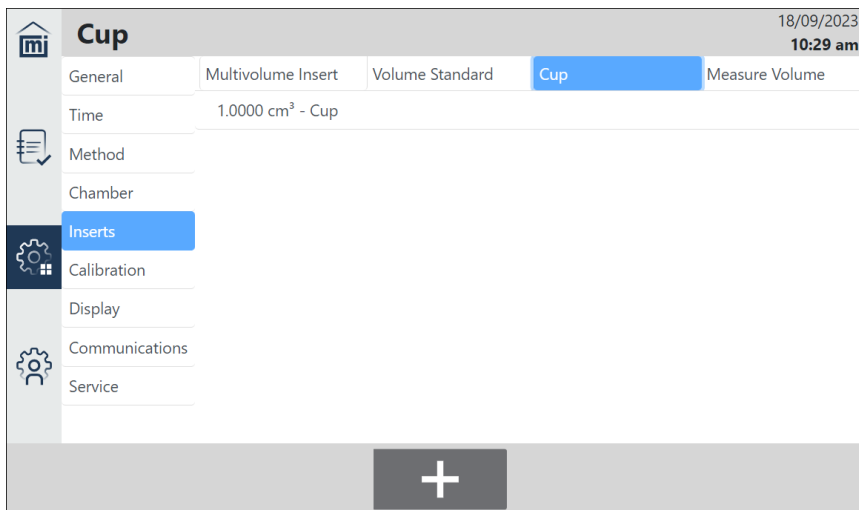 mi
Cup
18/09/2023
10:29 am
General
Time
Method
Chamber
Inserts
Calibration
Display
Communications
Service
Multivolume Insert Volume Standard Cup Measure Volume
1.0000 cm³ - Cup